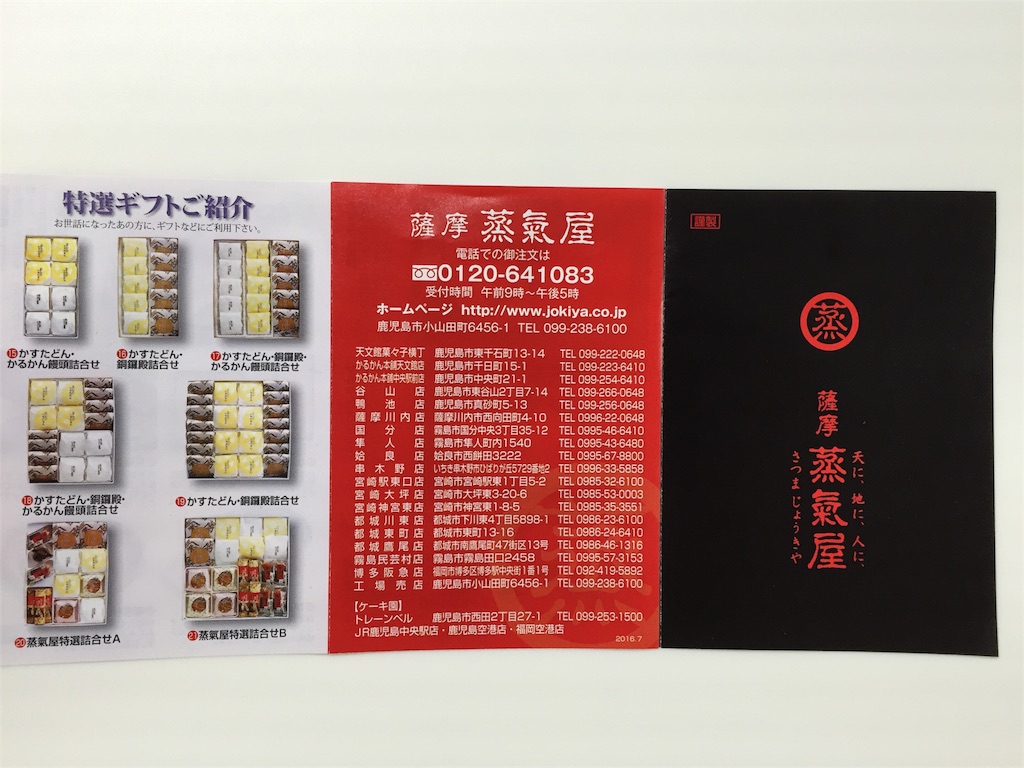 特選ギフトご紹介
お世話になったあの方に、ギフトなどにご利用下さい。
⑮かすたどん・
かるかん饅頭詰合せ
⑯かすたどん・
銅鑼殿詰合せ
⑰かすたどん・銅鑼殿・
かるかん饅頭詰合せ
⑱かすたどん・銅鑼殿・
かるかん饅頭詰合せ
⑲かすたどん・銅鑼殿詰合せ
⑳蒸氣屋特選詰合せA
㉑蒸氣屋特選詰合せB
薩摩 蒸氣屋
電話での御注文は
0120-641083
受付時間 午前9時〜午後5時
ホームページ http://www.jokiya.co.jp
鹿児島市小山田町6456-1 TEL 099-238-6100
天文館菓々子横丁 鹿児島市東千石町13-14 TEL 099-222-0648
かるかん本舗天文館店 鹿児島市千日町15-1 TEL 099-223-6410
かるかん本舗中央駅前店 鹿児島市中央町21-1 TEL 099-254-6410
谷山店 鹿児島市東谷山2丁目7-14 TEL 099-266-0648
鴨池店 鹿児島市真砂町5-13 TEL 099-256-0648
薩摩川内店 薩摩川内市西向田町4-10 TEL 0996-22-0648
国分店 霧島市国分中央3丁目35-12 TEL 0995-46-6410
隼人店 霧島市隼人町内1540 TEL 0995-43-6480
姶良店 姶良市西餅田3222 TEL 0995-67-8800
串木野店 いちき串木野市ひばりが丘5729番地2 TEL 0996-33-5858
宮崎駅東口店 宮崎市宮崎駅東1丁目5-2 TEL 0985-32-6100
宮崎大坪店 宮崎市大坪東3-20-6 TEL 0985-53-0003
宮崎神宮東店 宮崎市神宮東1-8-5 TEL 0985-35-3551
都城川東店 都城市下川東4丁目5898-1 TEL 0986-23-6100
都城東町店 都城市東町13-16 TEL 0986-24-6410
都城鷹尾店 都城市南鷹尾町47街区13号 TEL 0986-46-1316
霧島民芸村店 霧島市霧島田口2458 TEL 0995-57-3153
博多阪急店 福岡市博多区博多駅中央街1番1号 TEL 092-419-5892
工場売店 鹿児島市小山田町6456-1 TEL 099-238-6100
【ケーキ園】
トレーンベル 鹿児島市西田2丁目27-1 TEL 099-253-1500
JR鹿児島中央駅店・鹿児島空港店・福岡空港店
2016.7
謹製
蒸
薩摩 蒸氣屋
さつまじょうきや
天に、地に、人に、